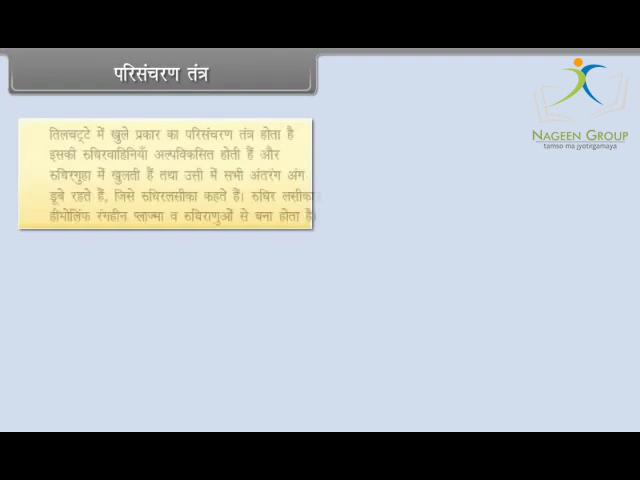 परिसंचरण तंत्र
NAGEEN GROUP
tamso ma jyotirgamaya
तिलचट्टे में खुले प्रकार का परिसंचरण तंत्र होता है
इसकी रुधिरवाहिनियाँ अल्पविकसित होती हैं और
रुधिरगुहा में खुलती हैं तथा उसी में सभी अंतरंग अंग
डूबे रहते हैं, जिसे रुधिरलसीका कहते हैं। रुधिर लसीका
हीमोलिंफ रंगहीन प्लाज्मा व रुधिराणुओं से बना होता है।